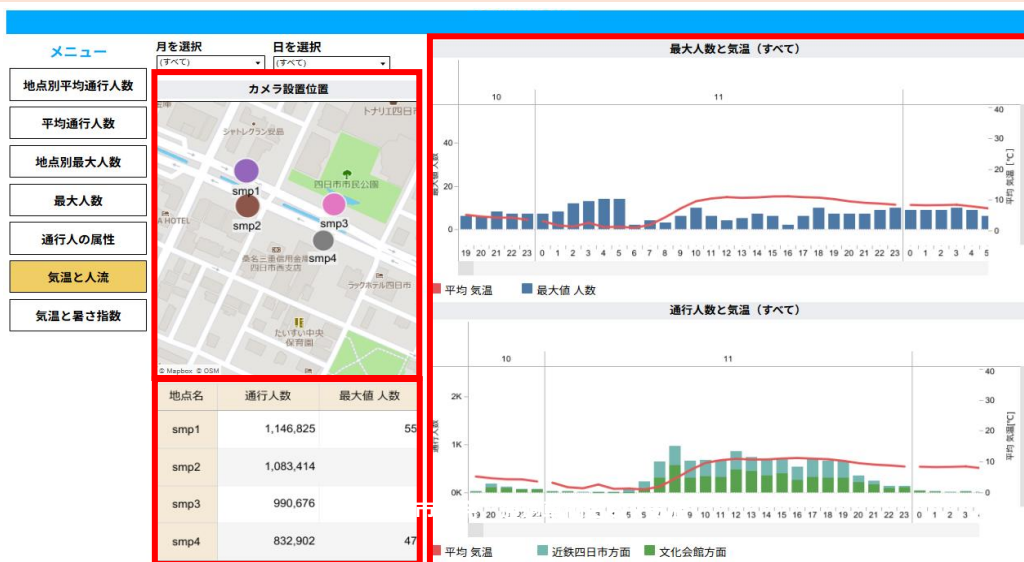 メニュー
地点別平均通行人数
平均通行人数
地点別最大人数
最大人数
通行人の属性
気温と人流
気温と暑さ指数
月を選択
日を選択
(すべて)
(すべて)
カメラ設置位置
トナリエ四日市
シャトレグラン安島
四日市市民公園
smp1
smp2
smp3
smp4
HOTEL
桑名三重信用金庫
四日市西支店
ラックホテル四日市
たいすい中央
保育園
© Mapbox © OSM
地点名 通行人数 最大値 人数
smp1 1,146,825 55
smp2 1,083,414
smp3 990,676
smp4 832,902 47
最大人数と気温（すべて）
10 11
40
20
0
最大値 人数
40
30
20
10
0
平均 気温 [℃]
19 20 21 22 23 0 1 2 3 4 5 6 7 8 9 10 11 12 13 14 15 16 17 18 19 20 21 22 23 0 1 2 3 4 5
平均 気温 最大値 人数
通行人数と気温（すべて）
10 11
2K
1K
0K
通行人数
40
30
20
10
0
平均 気温[℃]
19 20 1 5 6 7 8 9 10 11 12 13 14 15 16 17 18 19 20 21 22 23 0 1 2 3
平均 気温 近鉄四日市方面 文化会館方面